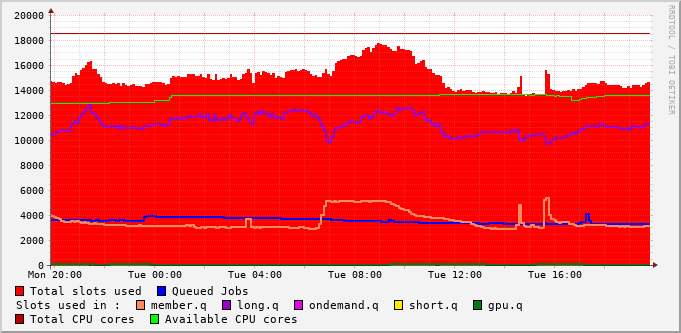 20000
18000
16000
14000
12000
10000
8000
6000
4000
2000
0
Mon 20:00 Tue 00:00 Tue 04:00 Tue 08:00 Tue 12:00 Tue 16:00
Total slots used Queued Jobs
Slots used in : member.q long.q ondemand.q short.q gpu.q
Total CPU cores Available CPU cores
RRDTOOL / TOBI OETIKER